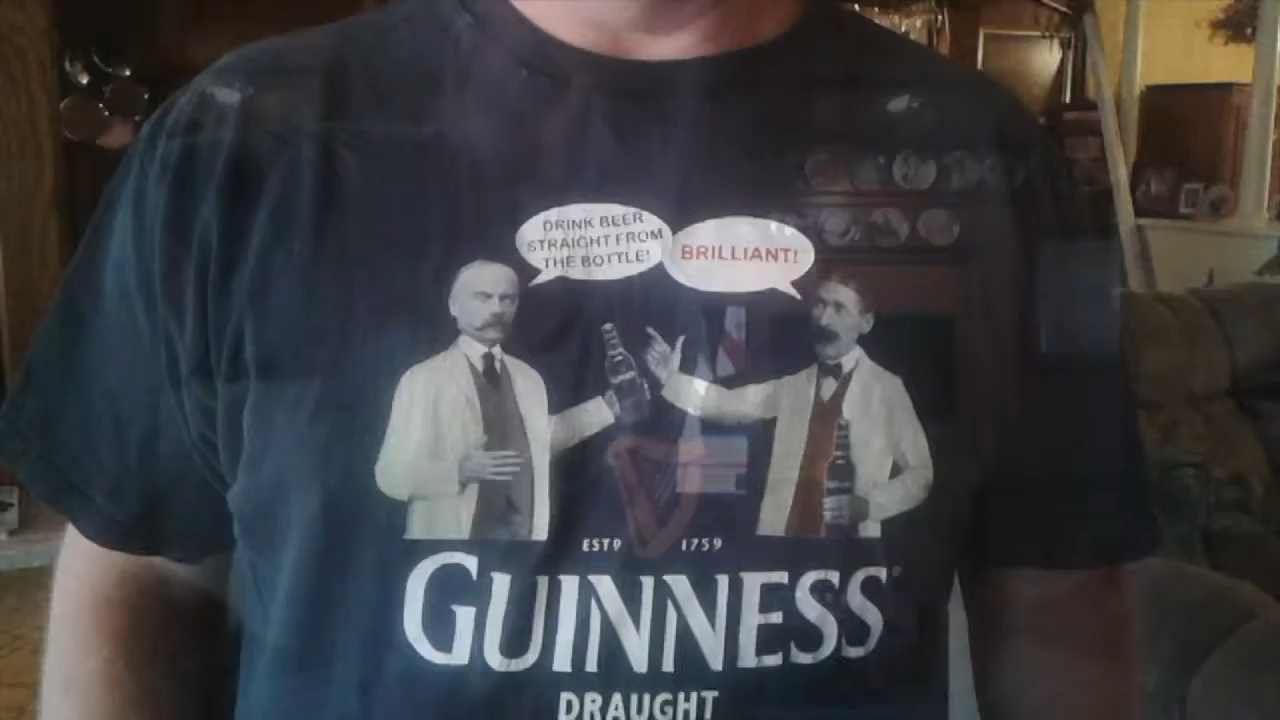 DRINK BEER
STRAIGHT FROM
THE BOTTLE!
BRILLIANT!
ESTD 1759
GUINNESS
DRAUGHT